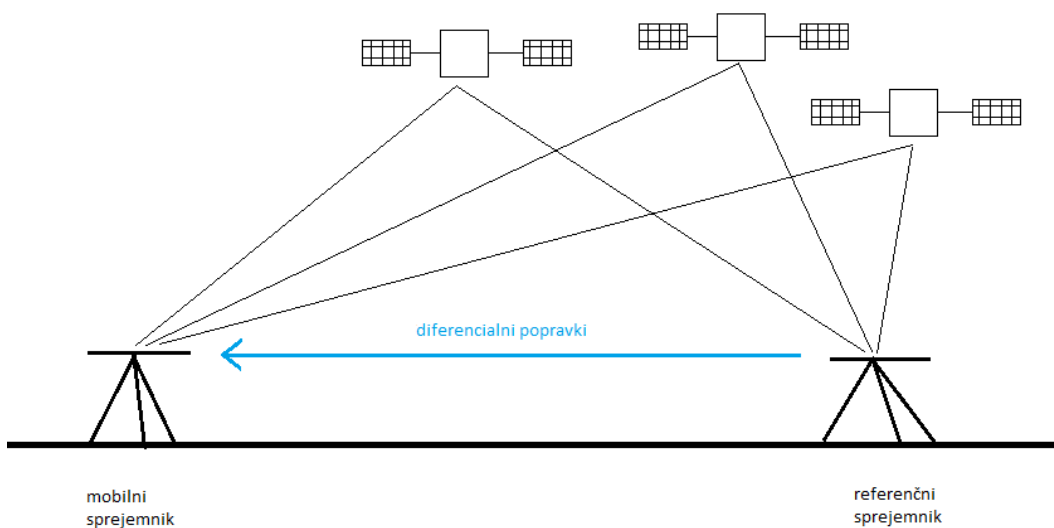 diferencialni popravki
mobilni
sprejemnik
referenčni
sprejemnik